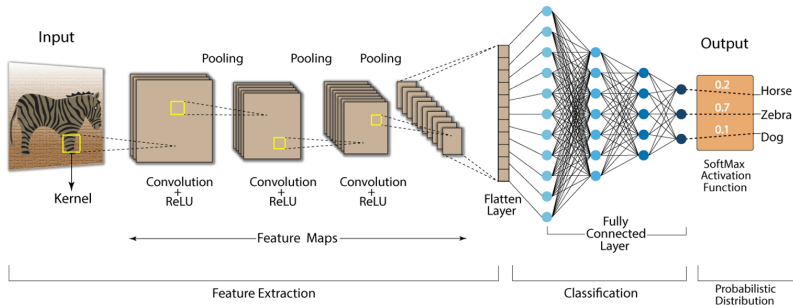 Input
Pooling
Pooling
Pooling
Output
0.2
0.7
0.1
Horse
Zebra
Dog
Kernel
Convolution
+
ReLU
Convolution
+
ReLU
Convolution
+
ReLU
Flatten
Layer
SoftMax
Activation
Function
Feature Maps
Fully
Connected
Layer
Feature Extraction
Classification
Probabilistic
Distribution